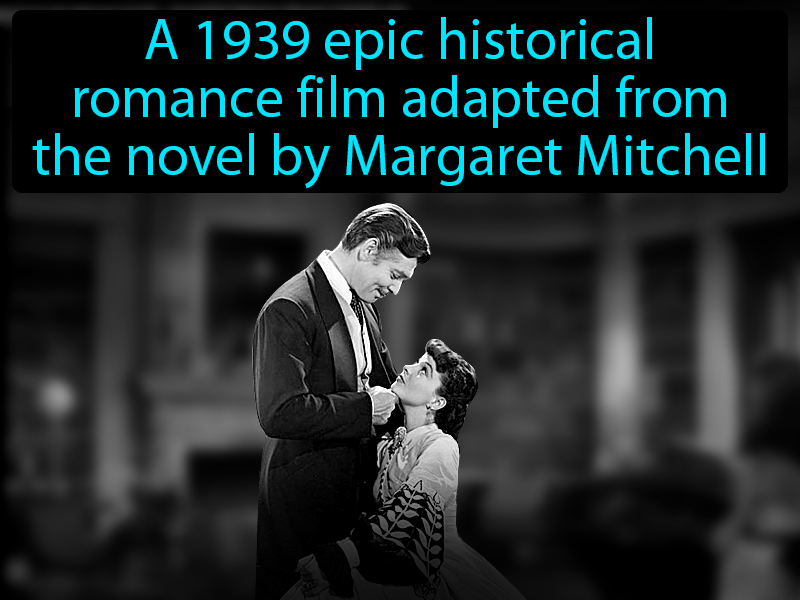 A 1939 epic historical
romance film adapted from
the novel by Margaret Mitchell